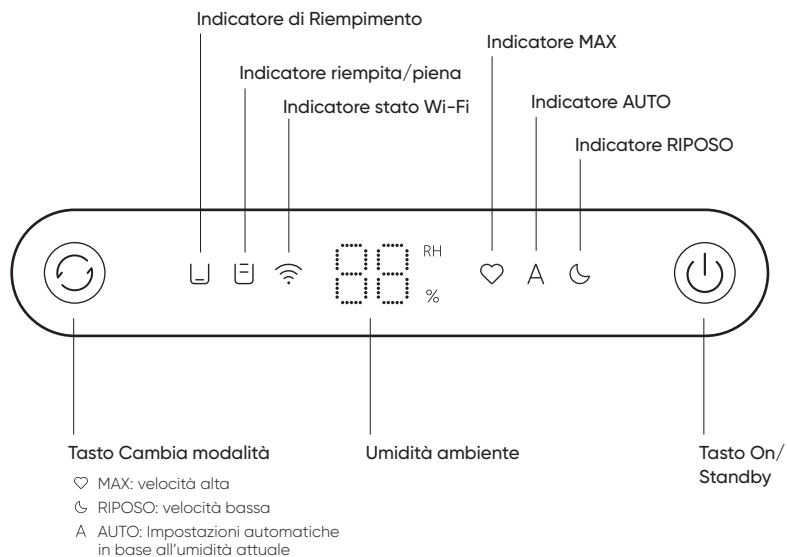 Indicatore di Riempimento
Indicatore MAX
Indicatore riempita/piena
Indicatore AUTO
Indicatore stato Wi-Fi
Indicatore RIPOSO
88
RH
%
A
Tasto Cambia modalità
MAX: velocità alta
RIPOSO: velocità bassa
A AUTO: Impostazioni automatiche
in base all'umidità attuale
Umidità ambiente
Tasto On/
Standby